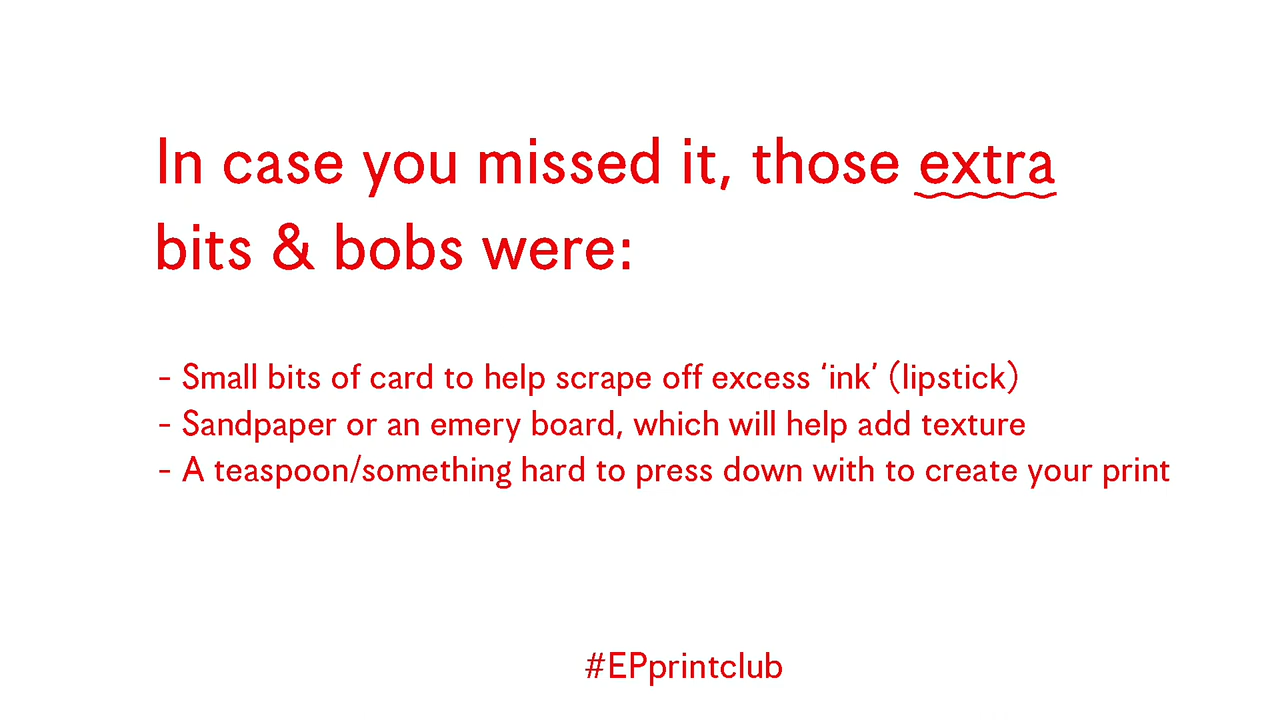 In case you missed it, those extra
bits & bobs were:
- Small bits of card to help scrape off excess ‘ink’ (lipstick)
- Sandpaper or an emery board, which will help add texture
- A teaspoon/something hard to press down with to create your print
#EPprintclub